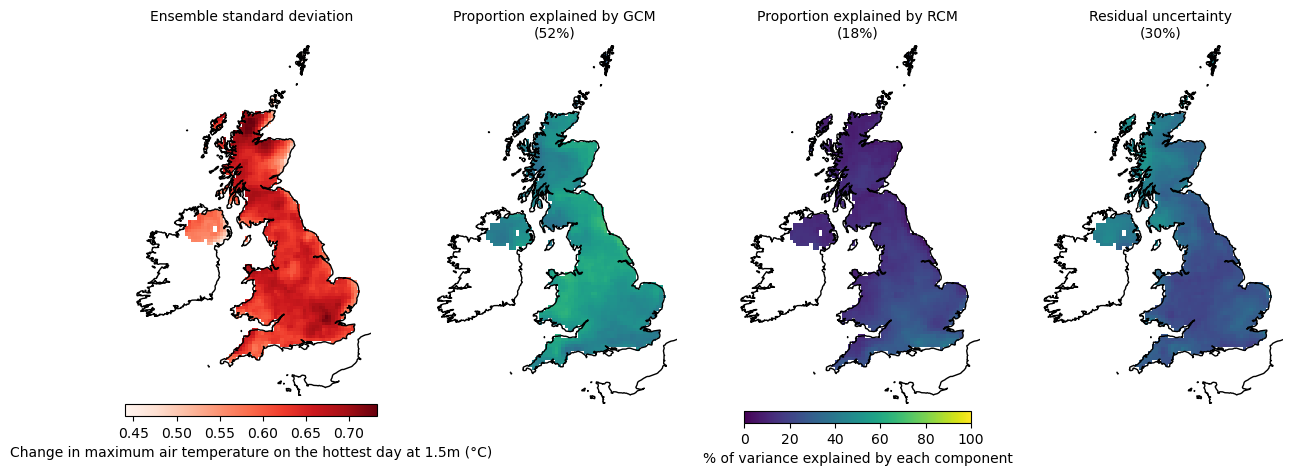 Ensemble standard deviation
Proportion explained by GCM
(52%)
Proportion explained by RCM
(18%)
Residual uncertainty
(30%)
0.45 0.50 0.55 0.60 0.65 0.70
Change in maximum air temperature on the hottest day at 1.5m (°C)
0 20 40 60 80 100
% of variance explained by each component